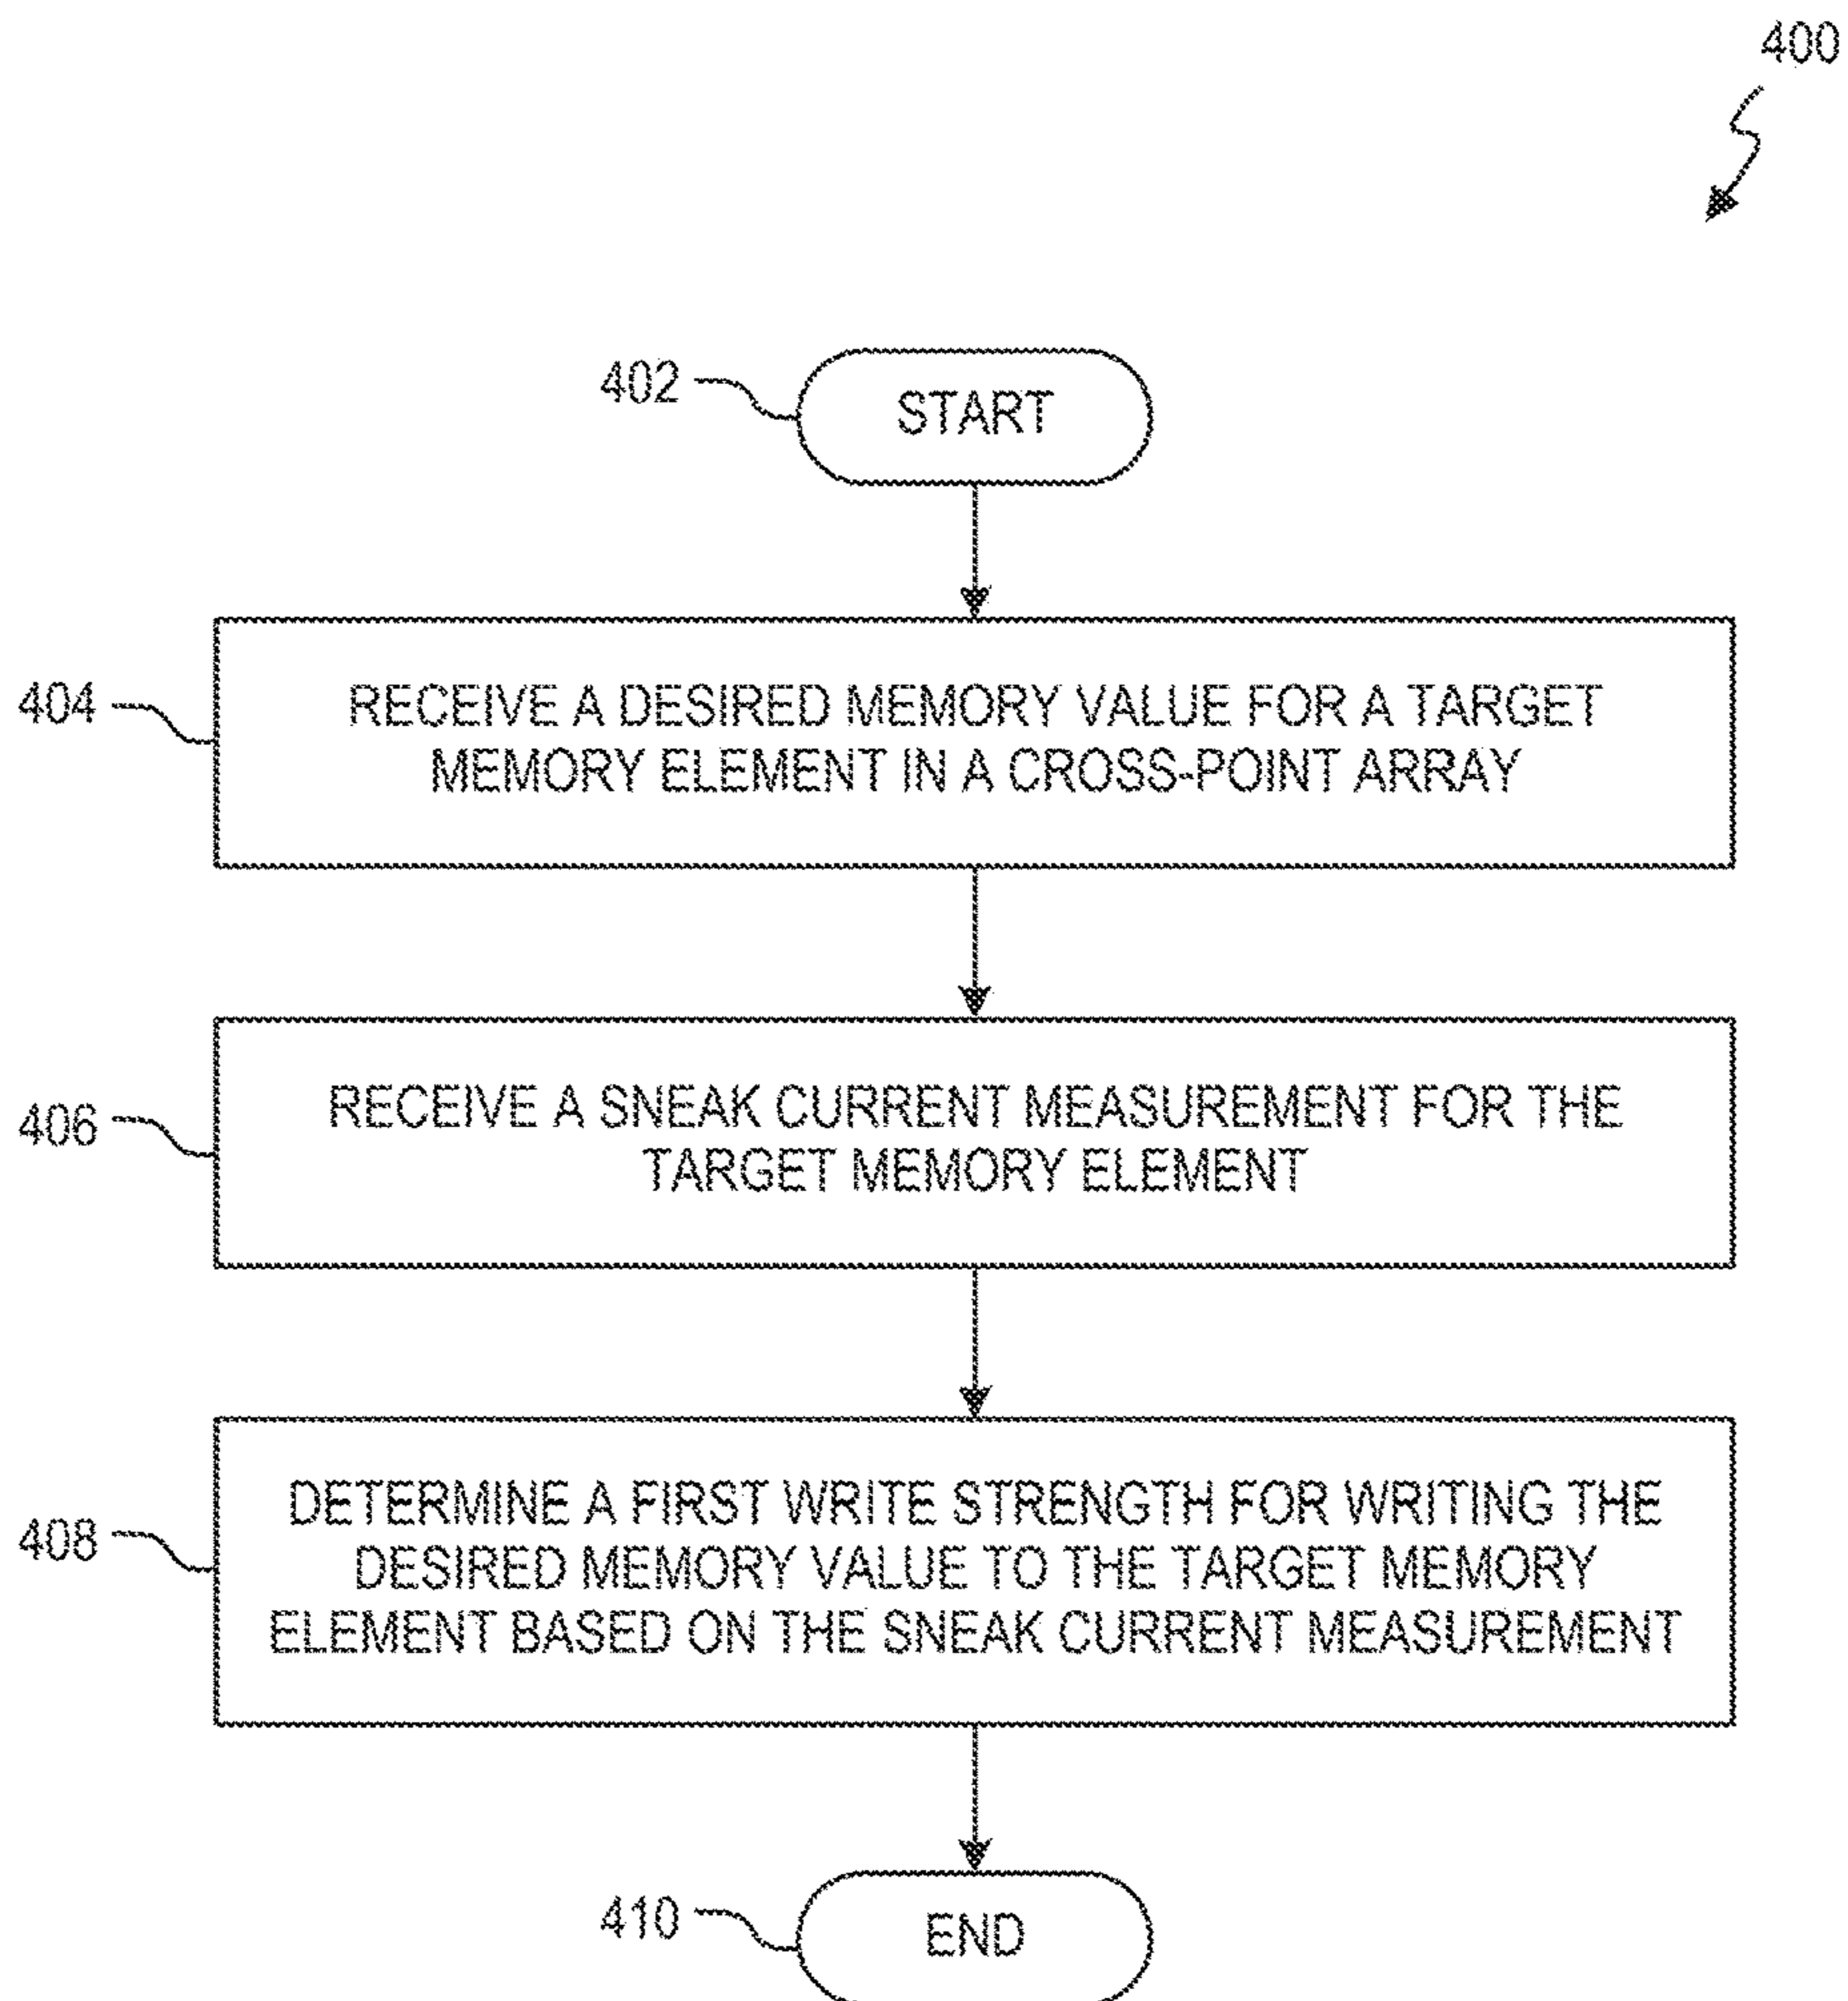 400
402
START
404
RECEIVE A DESIRED MEMORY VALUE FOR A TARGET
MEMORY ELEMENT IN A CROSS-POINT ARRAY
406
RECEIVE A SNEAK CURRENT MEASUREMENT FOR THE
TARGET MEMORY ELEMENT
408
DETERMINE A FIRST WRITE STRENGTH FOR WRITING THE
DESIRED MEMORY VALUE TO THE TARGET MEMORY
ELEMENT BASED ON THE SNEAK CURRENT MEASUREMENT
410
END